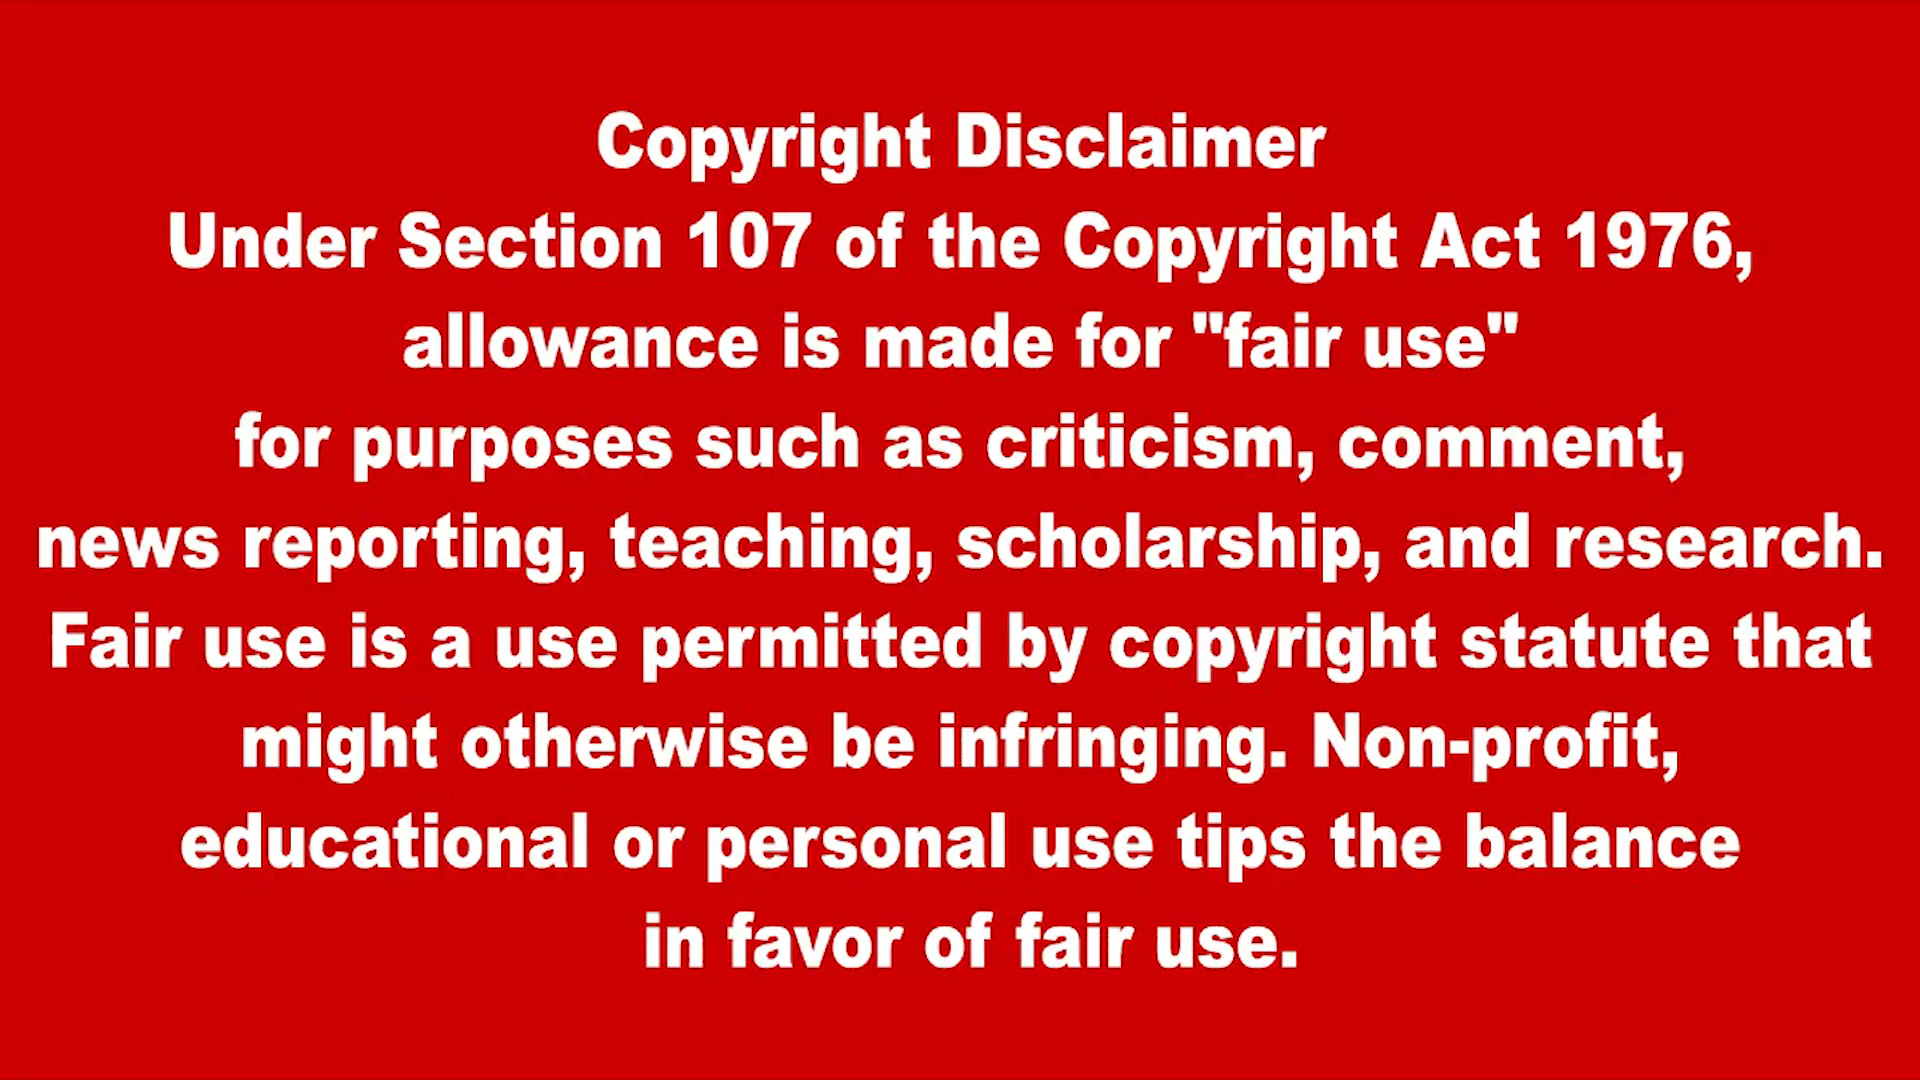 Copyright Disclaimer
Under Section 107 of the Copyright Act 1976,
allowance is made for "fair use"
for purposes such as criticism, comment,
news reporting, teaching, scholarship, and research.
Fair use is a use permitted by copyright statute that
might otherwise be infringing. Non-profit,
educational or personal use tips the balance
in favor of fair use.